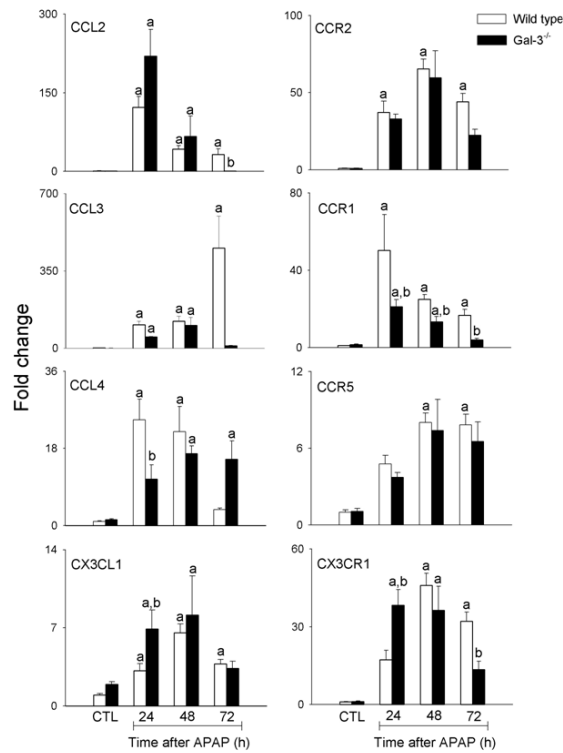 Wild type
Gal-3-/-
Fold change
CCL2
300
150
0
a
a
a
a
a
b
CCR2
100
50
0
a
a
a
CCL3
700
350
0
a
a
a
a
a
CCR1
80
40
0
a
a,b
a
a,b
a
b
CCL4
36
18
0
a
b
a
a
a
CCR5
12
6
0
a
a
a
a
CX3CL1
14
7
0
a
a,b
a
a
a
CX3CR1
60
30
0
a,b
a
a
a
b
CTL 24 48 72
Time after APAP (h)
CTL 24 48 72
Time after APAP (h)